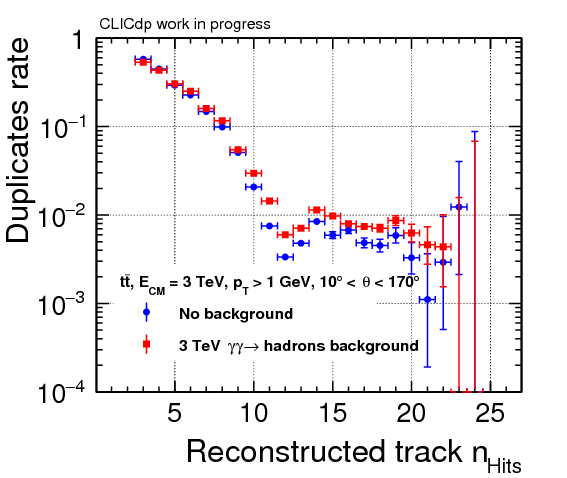 CLICdp work in progress
Duplicates rate
1
10⁻¹
10⁻²
10⁻³
10⁻⁴
tt̄, E_CM = 3 TeV, p_T > 1 GeV, 10° < θ < 170°
No background
3 TeV γγ→ hadrons background
5 10 15 20 25
Reconstructed track n_Hits